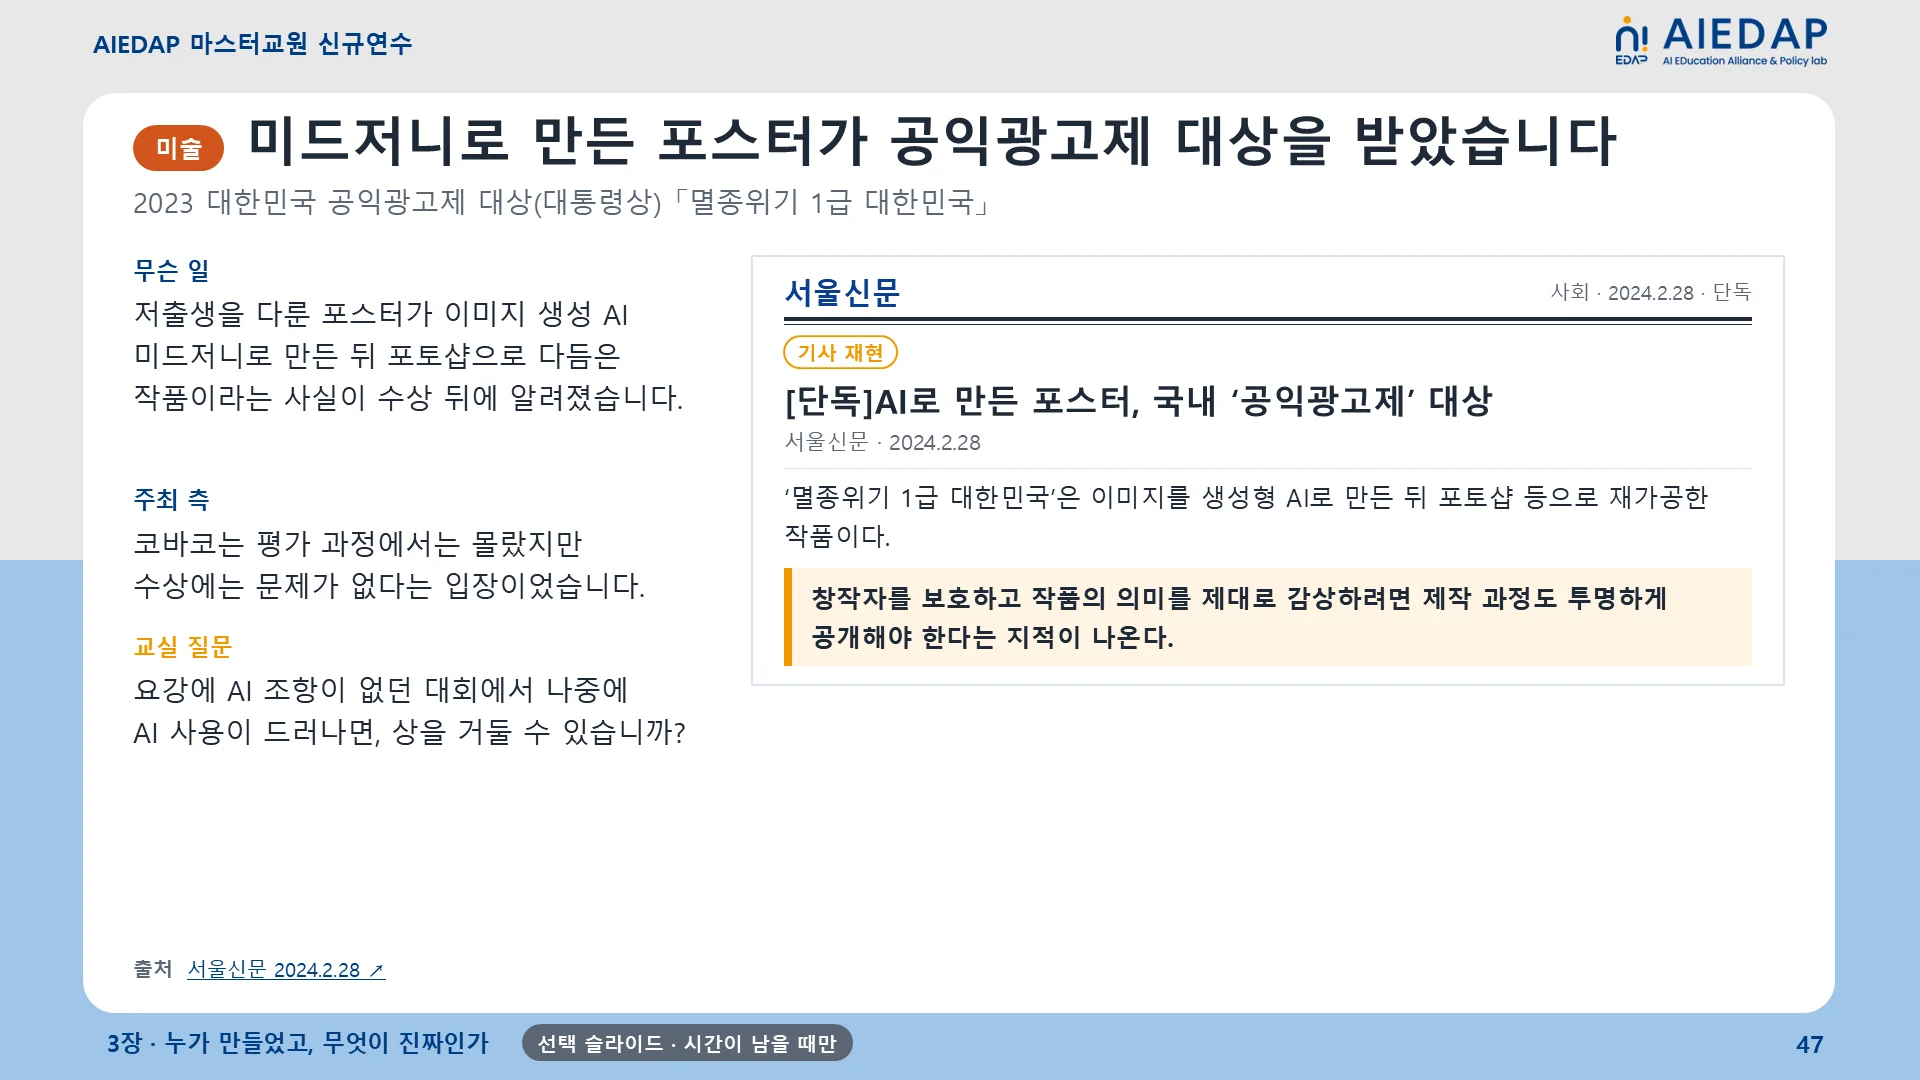 AIEDAP 마스터교원 신규연수
EDAP
AIEDAP
AI EDucation Alliance & Policy lab
미술
미드저니로 만든 포스터가 공익광고제 대상을 받았습니다
2023 대한민국 공익광고제 대상(대통령상)「멸종위기 1급 대한민국」
무슨 일
저출생을 다룬 포스터가 이미지 생성 AI
미드저니로 만든 뒤 포토샵으로 다듬은
작품이라는 사실이 수상 뒤에 알려졌습니다.
주최 측
코바코는 평가 과정에서는 몰랐지만
수상에는 문제가 없다는 입장이었습니다.
교실 질문
요강에 AI 조항이 없던 대회에서 나중에
AI 사용이 드러나면, 상을 거둘 수 있습니까?
서울신문
사회 · 2024.2.28 · 단독
기사 재현
[단독]AI로 만든 포스터, 국내 ‘공익광고제’ 대상
서울신문 · 2024.2.28
‘멸종위기 1급 대한민국’은 이미지를 생성형 AI로 만든 뒤 포토샵 등으로 재가공한
작품이다.
창작자를 보호하고 작품의 의미를 제대로 감상하려면 제작 과정도 투명하게
공개해야 한다는 지적이 나온다.
출처 서울신문 2024.2.28 ↗
3장 · 누가 만들었고, 무엇이 진짜인가
선택 슬라이드 · 시간이 남을 때만
47